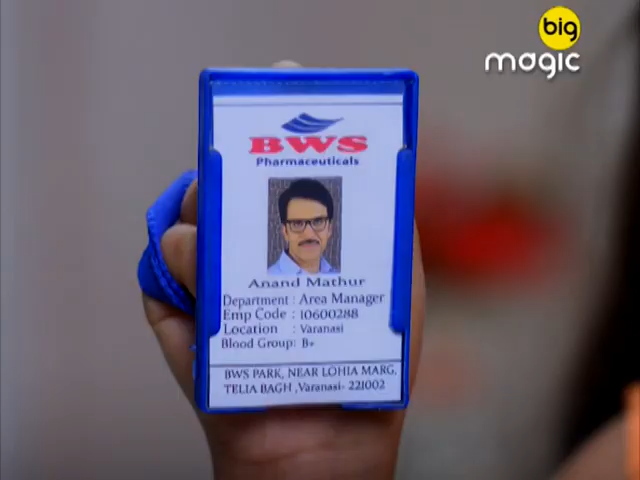 big
magic
BWS
Pharmaceuticals
Anand Mathur
Department : Area Manager
Emp Code : 10600288
Location : Varanasi
Blood Group: B+
BWS PARK, NEAR LOHIA MARG,
TELIA BAGH ,Varanasi- 221002